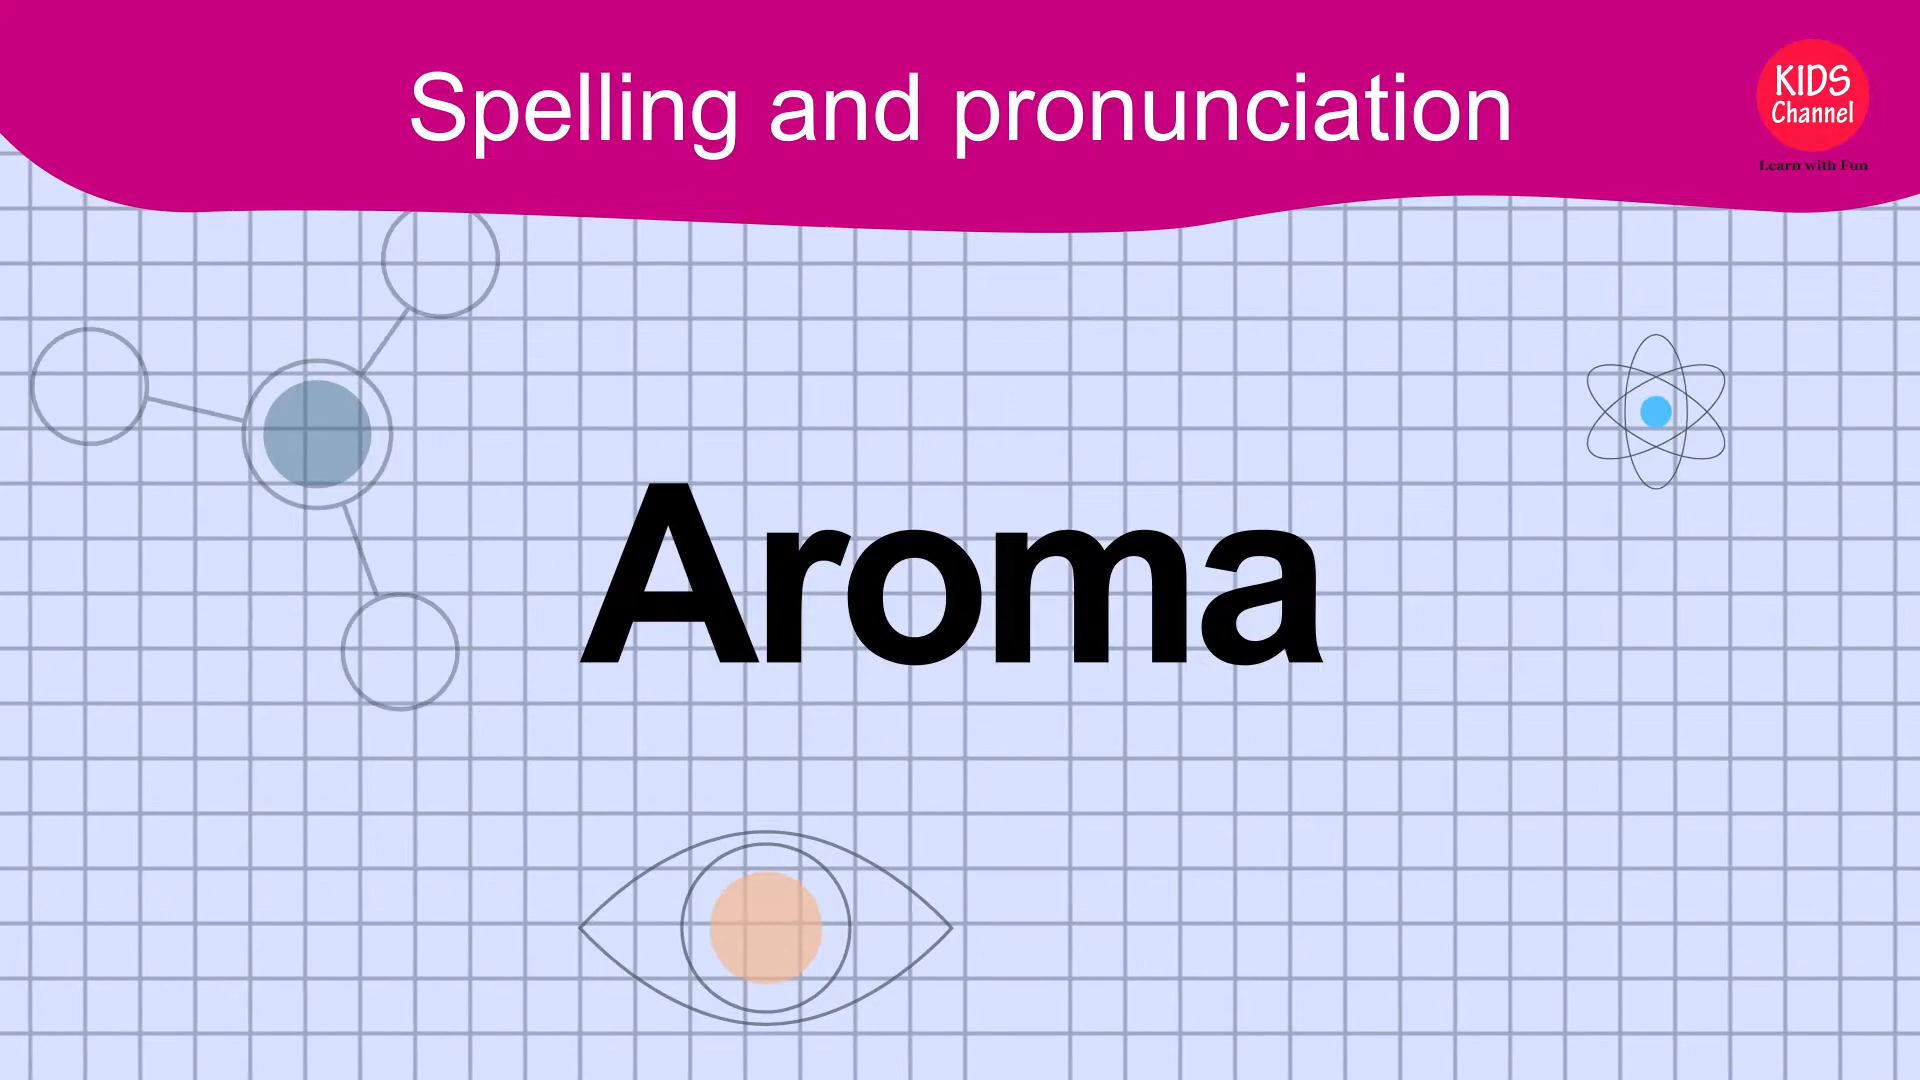 Spelling and pronunciation
KIDS
Channel
Learn with Fun
Aroma